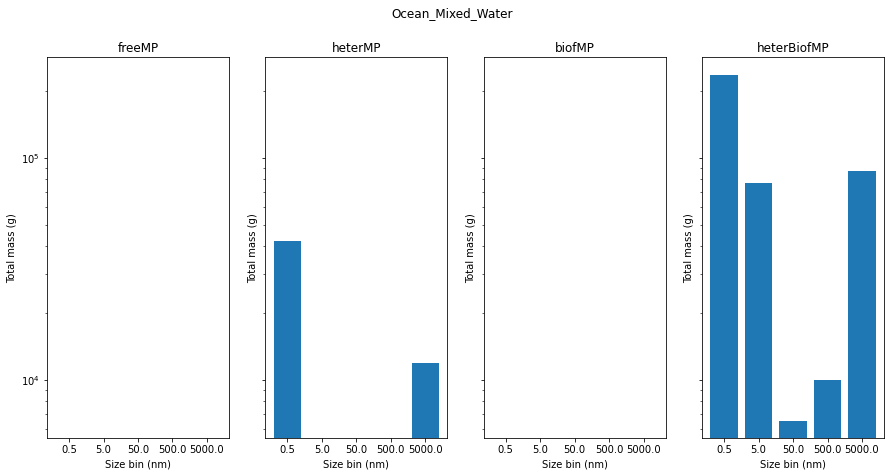 Ocean_Mixed_Water
freeMP
heterMP
biofMP
heterBiofMP
Total mass (g)
10^5
10^4
0.5 5.0 50.0 500.0 5000.0
Size bin (nm)
Total mass (g)
0.5 5.0 50.0 500.0 5000.0
Size bin (nm)
Total mass (g)
0.5 5.0 50.0 500.0 5000.0
Size bin (nm)
Total mass (g)
0.5 5.0 50.0 500.0 5000.0
Size bin (nm)